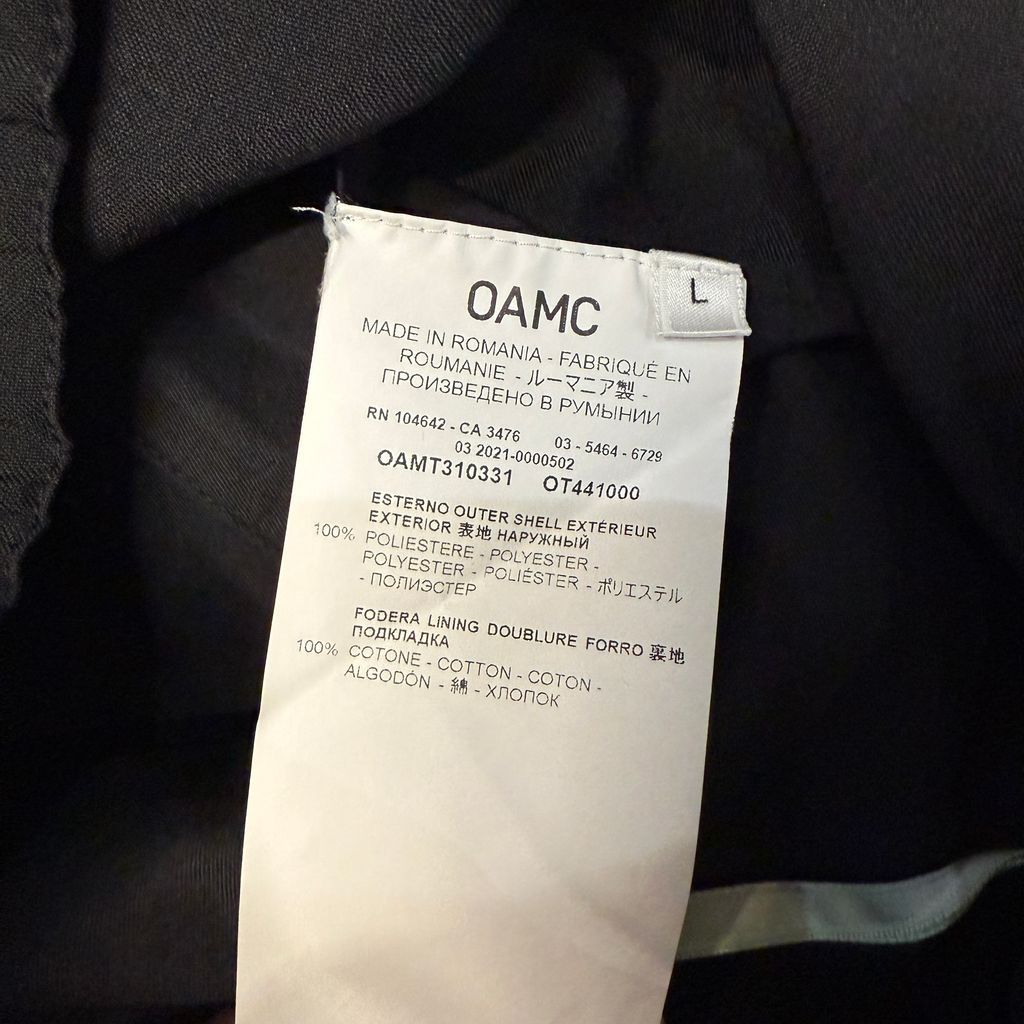 OAMC
L
MADE IN ROMANIA - FABRIQUÉ EN
ROUMANIE - ルーマニア製 -
ПРОИЗВЕДЕНО В РУМЫНИИ
RN 104642 - CA 3476 03 - 5464 - 6729
03 2021-0000502
OAMT310331 OT441000
ESTERNO OUTER SHELL EXTÉRIEUR
EXTERIOR 表地 НАРУЖНЫЙ
100% POLIESTERE - POLYESTER -
POLYESTER - POLIÉSTER - ポリエステル
- ПОЛИЭСТЕР
FODERA LINING DOUBLURE FORRO 裏地
ПОДКЛАДКА
100% COTONE - COTTON - COTON -
ALGODÓN - 綿 - ХЛОПОК